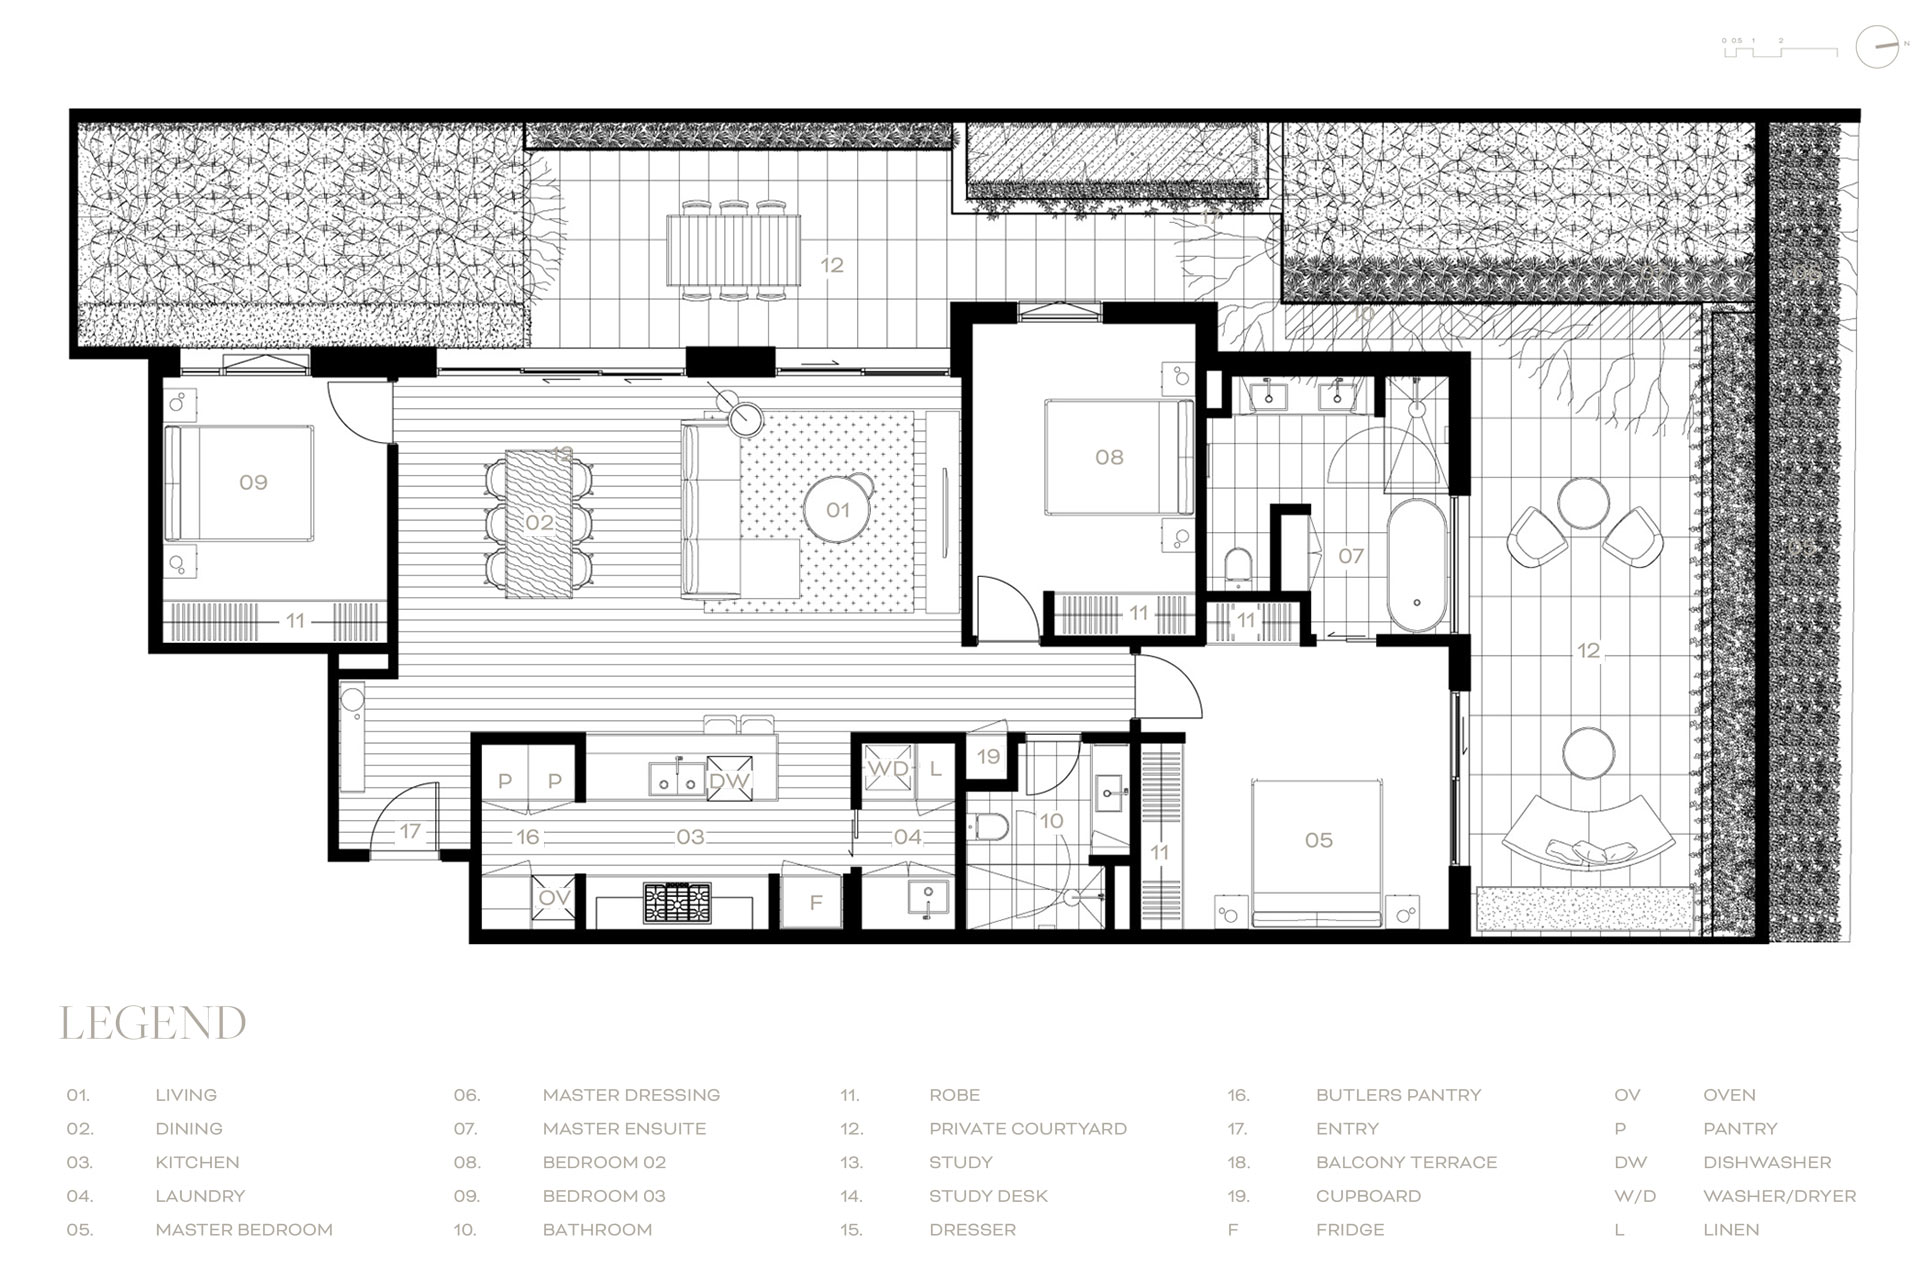 0 0.5 1 2
N
12
09
02
01
08
07
12
11
11
11
P
P
DW
WD
L
19
17
16
03
04
10
11
05
OV
F
LEGEND
01. LIVING 06. MASTER DRESSING 11. ROBE 16. BUTLERS PANTRY OV OVEN
02. DINING 07. MASTER ENSUITE 12. PRIVATE COURTYARD 17. ENTRY P PANTRY
03. KITCHEN 08. BEDROOM 02 13. STUDY 18. BALCONY TERRACE DW DISHWASHER
04. LAUNDRY 09. BEDROOM 03 14. STUDY DESK 19. CUPBOARD W/D WASHER/DRYER
05. MASTER BEDROOM 10. BATHROOM 15. DRESSER F FRIDGE L LINEN